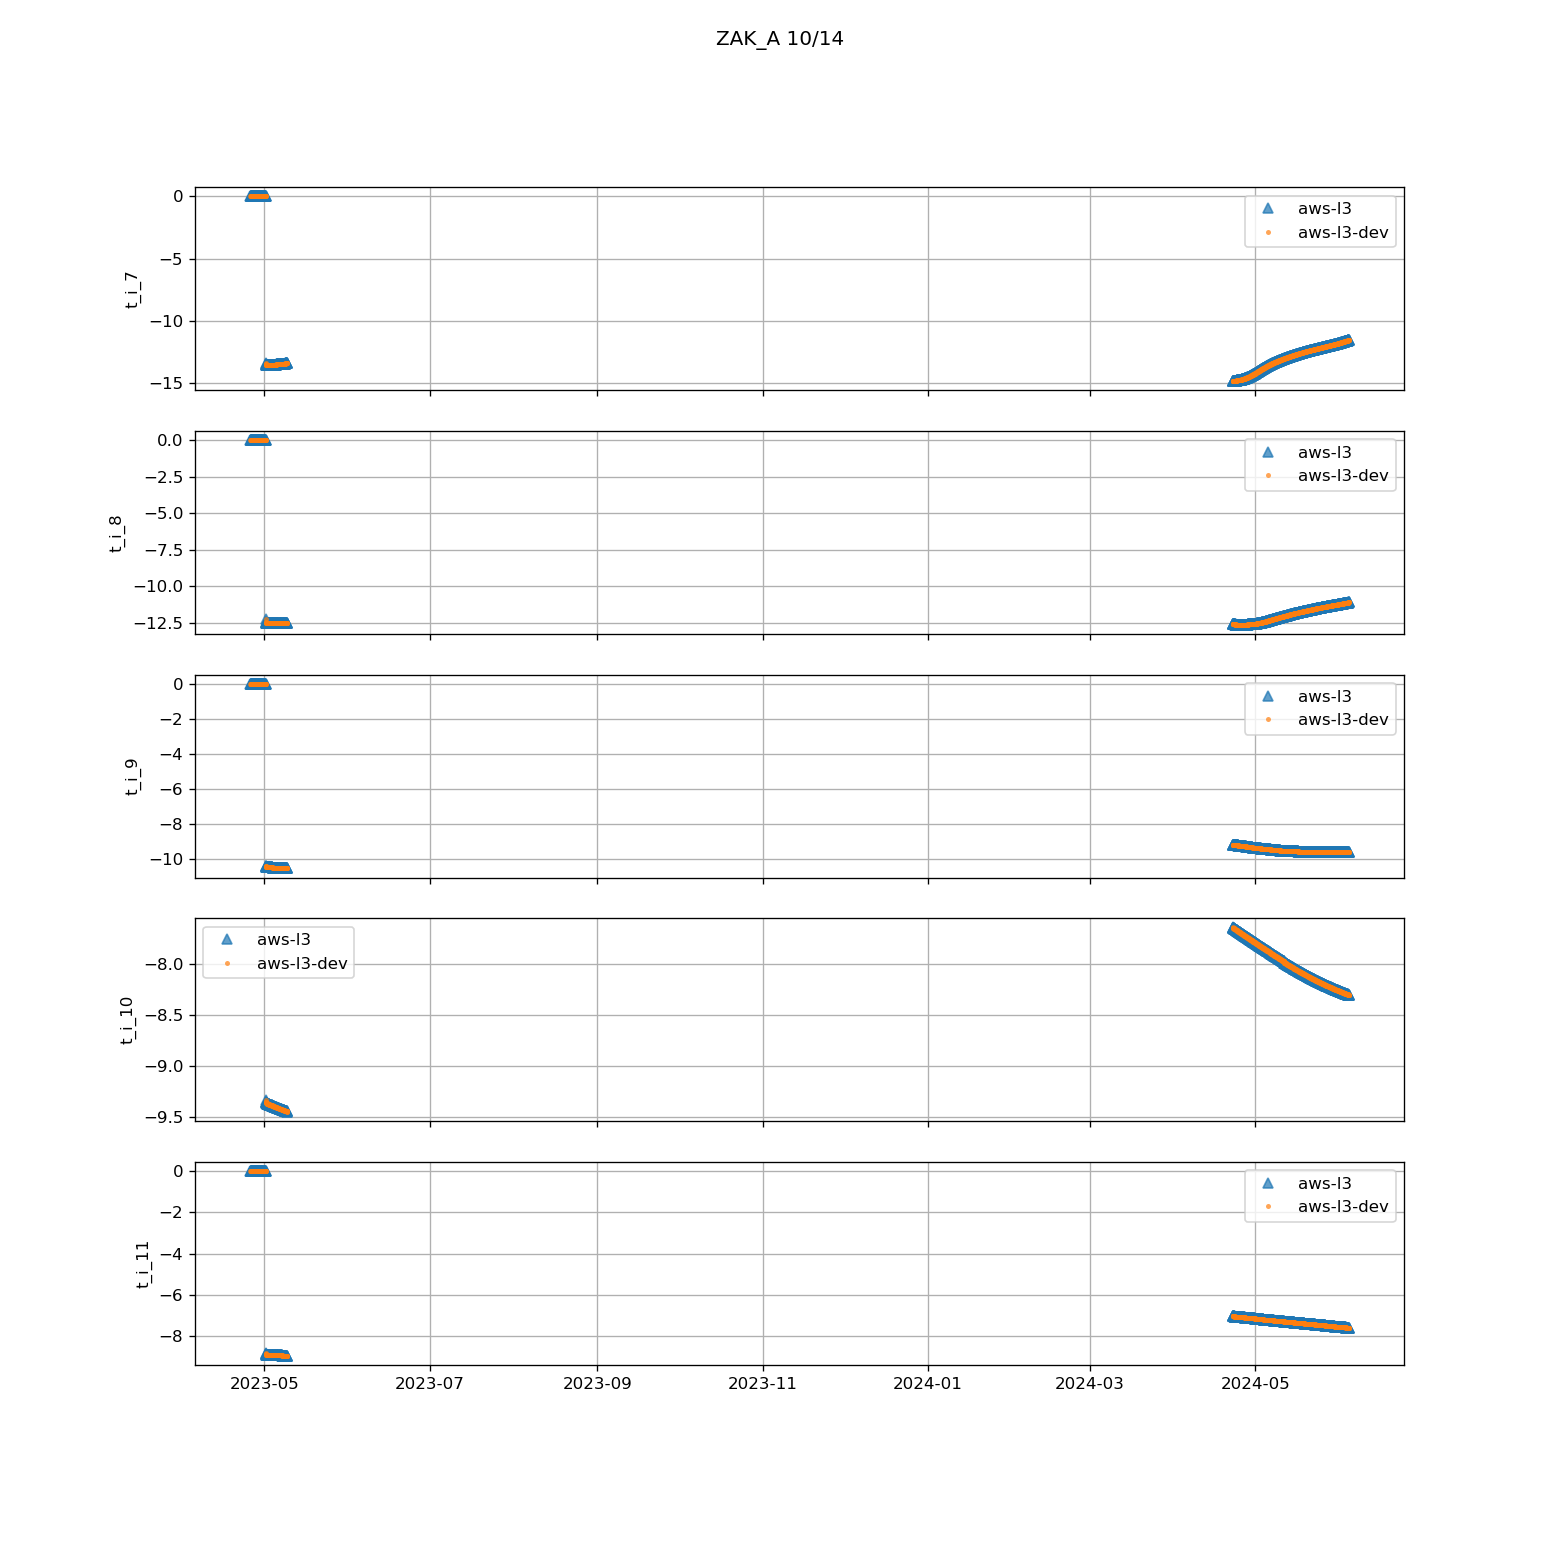 ZAK_A 10/14
0
−5
−10
−15
t_i_7
aws-l3
aws-l3-dev
0.0
−2.5
−5.0
−7.5
−10.0
−12.5
t_i_8
aws-l3
aws-l3-dev
0
−2
−4
−6
−8
−10
t_i_9
aws-l3
aws-l3-dev
−8.0
−8.5
−9.0
−9.5
t_i_10
aws-l3
aws-l3-dev
0
−2
−4
−6
−8
t_i_11
aws-l3
aws-l3-dev
2023-05 2023-07 2023-09 2023-11 2024-01 2024-03 2024-05